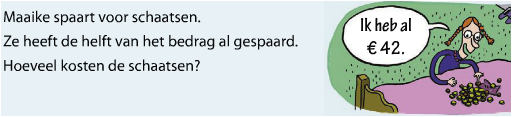 Maaike spaart voor schaatsen.
Ze heeft de helft van het bedrag al gespaard.
Hoeveel kosten de schaatsen?
Ik heb al
€ 42.